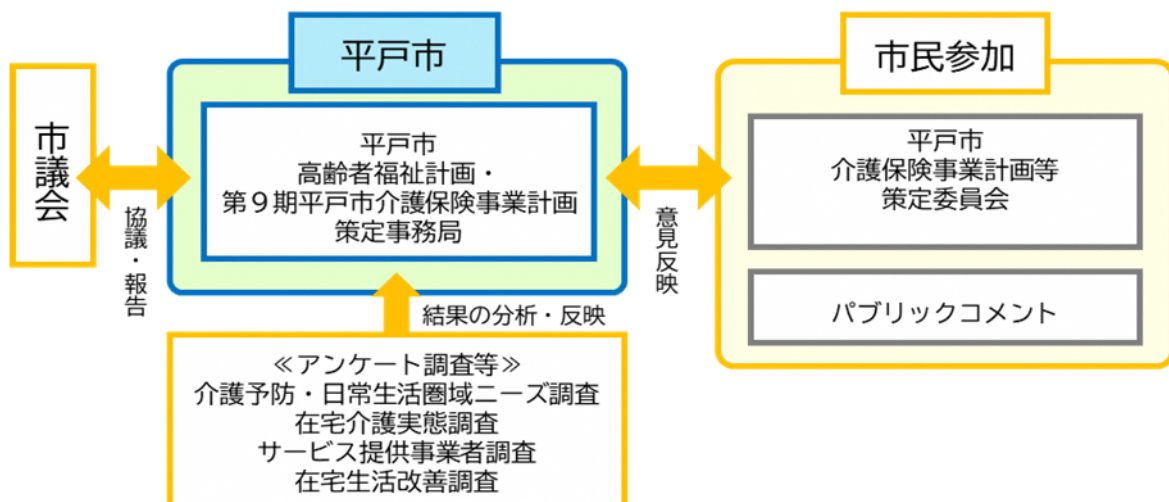 市議会
協議・報告
平戸市
平戸市
高齢者福祉計画・
第９期平戸市介護保険事業計画
策定事務局
結果の分析・反映
≪アンケート調査等≫
介護予防・日常生活圏域ニーズ調査
在宅介護実態調査
サービス提供事業者調査
在宅生活改善調査
意見反映
市民参加
平戸市
介護保険事業計画等
策定委員会
パブリックコメント